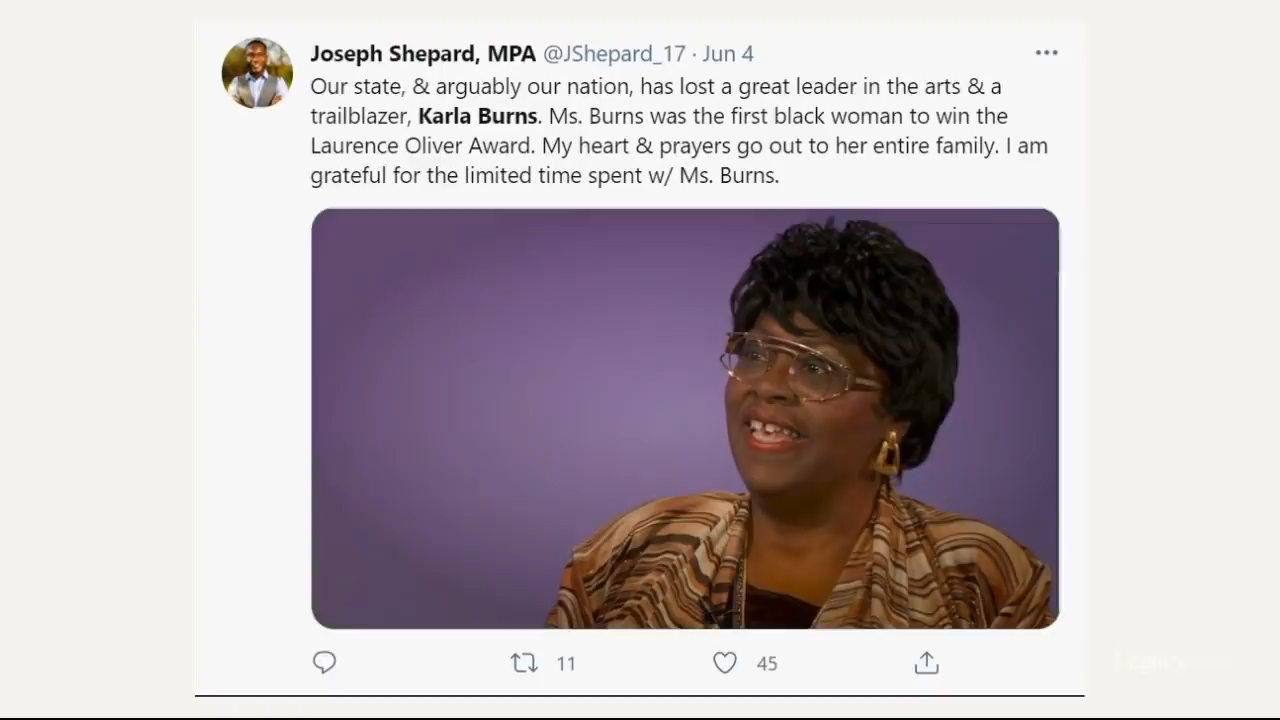 Joseph Shepard, MPA @JShepard_17 · Jun 4
Our state, & arguably our nation, has lost a great leader in the arts & a
trailblazer, Karla Burns. Ms. Burns was the first black woman to win the
Laurence Oliver Award. My heart & prayers go out to her entire family. I am
grateful for the limited time spent w/ Ms. Burns.
11
45